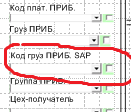 Код плат. ПРИБ.
Груз ПРИБ.
Код груз ПРИБ. SAP
Группа ПРИБ.
Цех-получатель